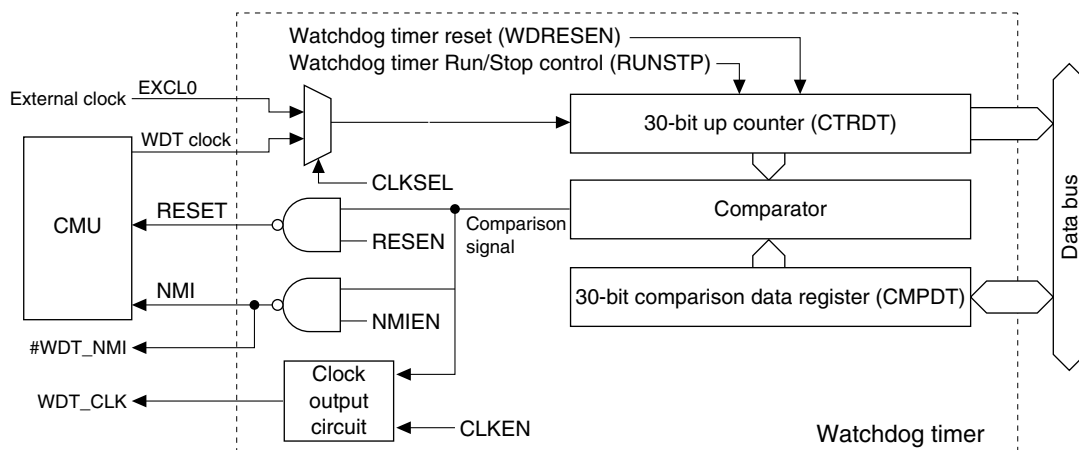 Watchdog timer reset (WDRESEN)
Watchdog timer Run/Stop control (RUNSTP)
External clock
EXCL0
WDT clock
30-bit up counter (CTRDT)
CLKSEL
CMU
RESET
RESEN
Comparison
signal
Comparator
Data bus
NMI
NMIEN
30-bit comparison data register (CMPDT)
#WDT_NMI
WDT_CLK
Clock
output
circuit
CLKEN
Watchdog timer